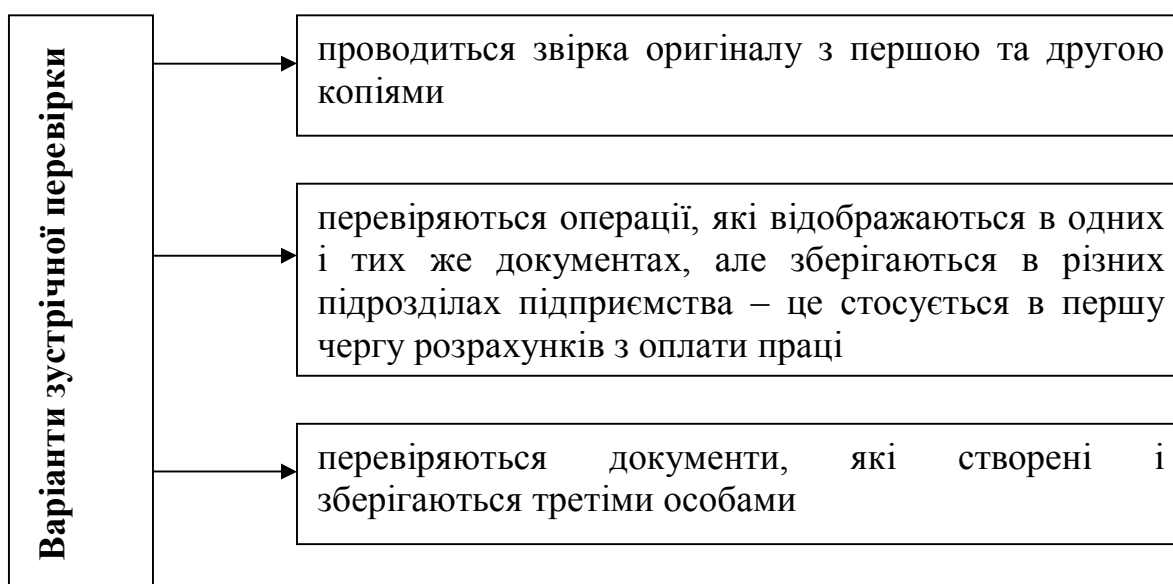 Варіанти зустрічної перевірки
проводиться звірка оригіналу з першою та другою
копіями
перевіряються операції, які відображаються в одних
і тих же документах, але зберігаються в різних
підрозділах підприємства – це стосується в першу
чергу розрахунків з оплати праці
перевіряються документи, які створені і
зберігаються третіми особами